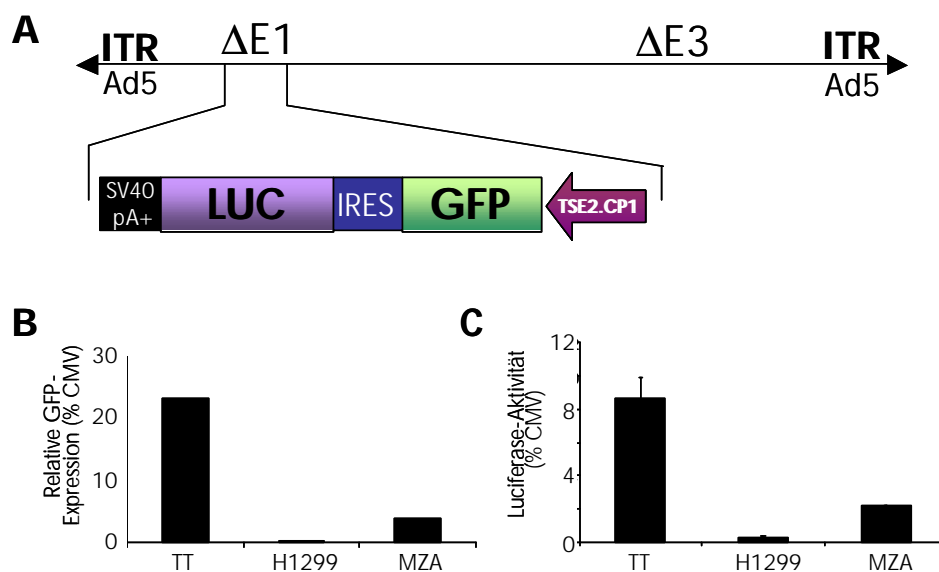 A
ITR
Ad5
ΔE1
ΔE3
ITR
Ad5
SV40
pA+
LUC
IRES
GFP
TSE2.CP1
B
Relative GFP-
Expression (% CMV)
30
20
10
0
TT
H1299
MZA
C
Luciferase-Aktivität
(% CMV)
12
8
4
0
TT
H1299
MZA